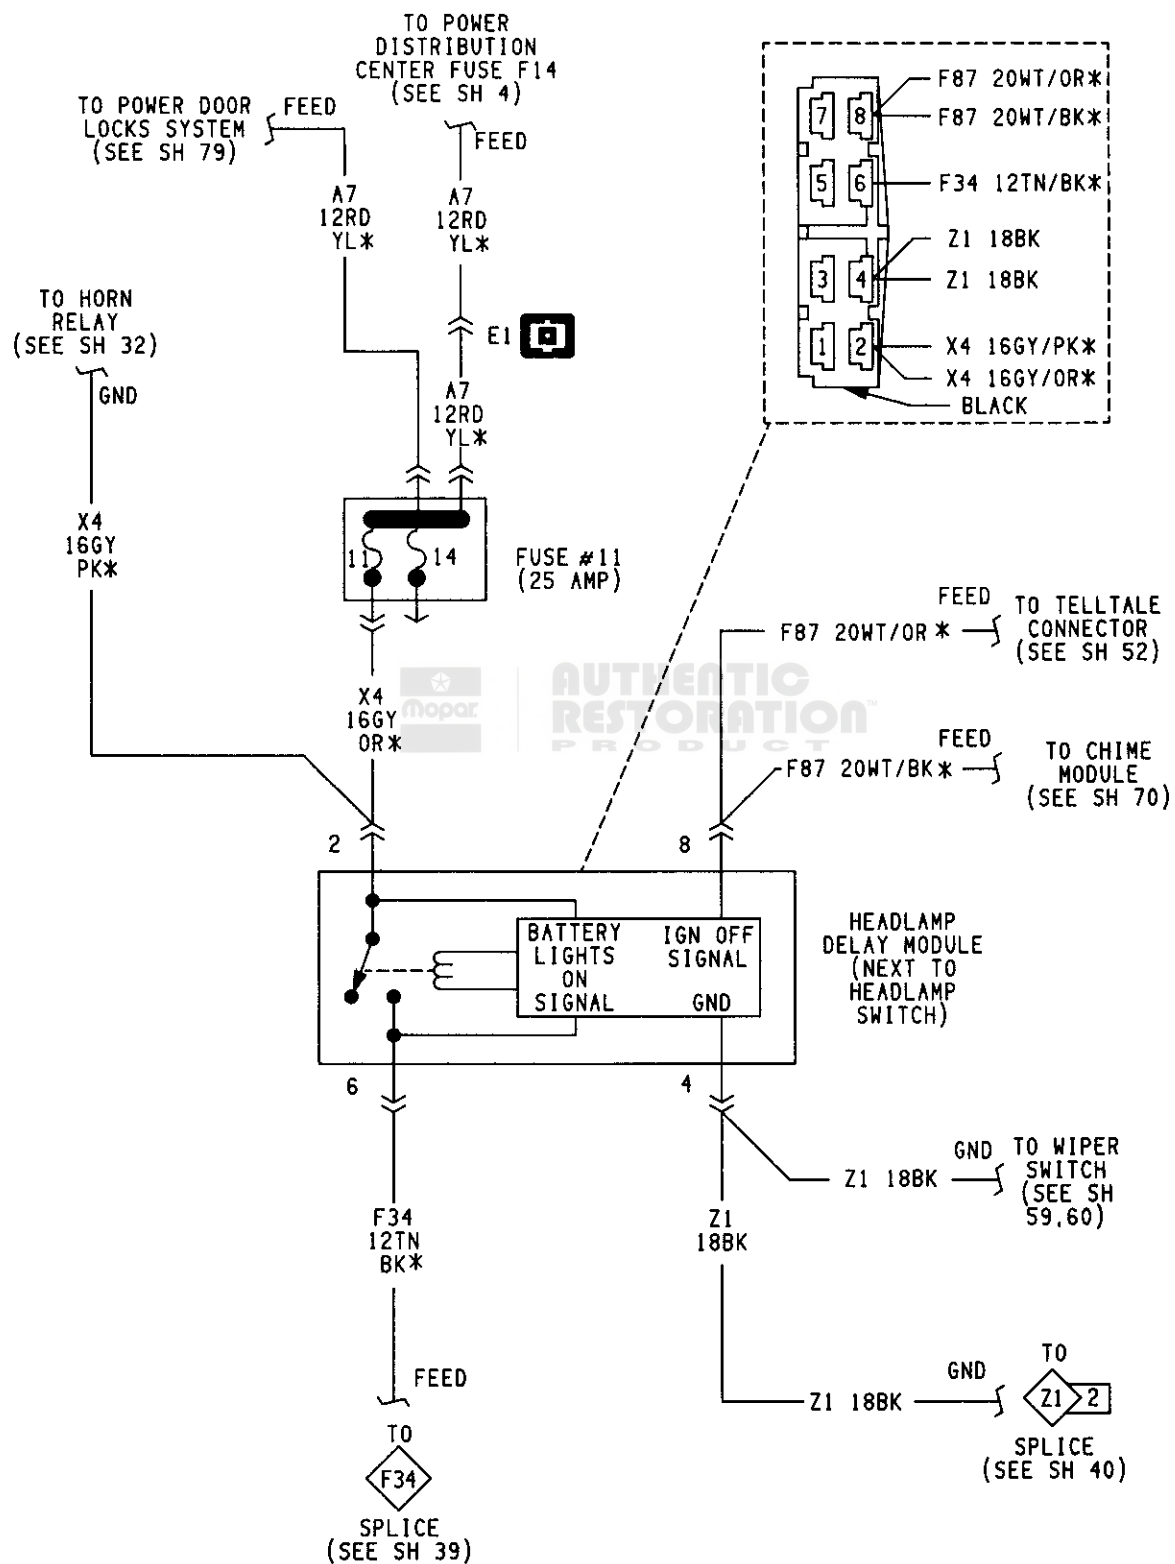 TO POWER
DISTRIBUTION
CENTER FUSE F14
(SEE SH 4)
FEED
TO POWER DOOR
LOCKS SYSTEM
(SEE SH 79)
FEED
A7
12RD
YL*
A7
12RD
YL*
TO HORN
RELAY
(SEE SH 32)
GND
E1
A7
12RD
YL*
7
8
5
6
3
4
1
2
F87 20WT/OR*
F87 20WT/BK*
F34 12TN/BK*
Z1 18BK
Z1 18BK
X4 16GY/PK*
X4 16GY/OR*
BLACK
X4
16GY
PK*
11
14
FUSE #11
(25 AMP)
X4
16GY
OR*
Mopar
AUTHENTIC
RESTORATION™
PRODUCT
F87 20WT/OR*
FEED
TO TELLTALE
CONNECTOR
(SEE SH 52)
F87 20WT/BK*
FEED
TO CHIME
MODULE
(SEE SH 70)
2
8
BATTERY
LIGHTS
ON
SIGNAL
IGN OFF
SIGNAL
GND
HEADLAMP
DELAY MODULE
(NEXT TO
HEADLAMP
SWITCH)
6
4
Z1 18BK
GND
TO WIPER
SWITCH
(SEE SH
59,60)
F34
12TN
BK*
Z1
18BK
FEED
TO
F34
SPLICE
(SEE SH 39)
Z1 18BK
GND
TO
Z1
2
SPLICE
(SEE SH 40)